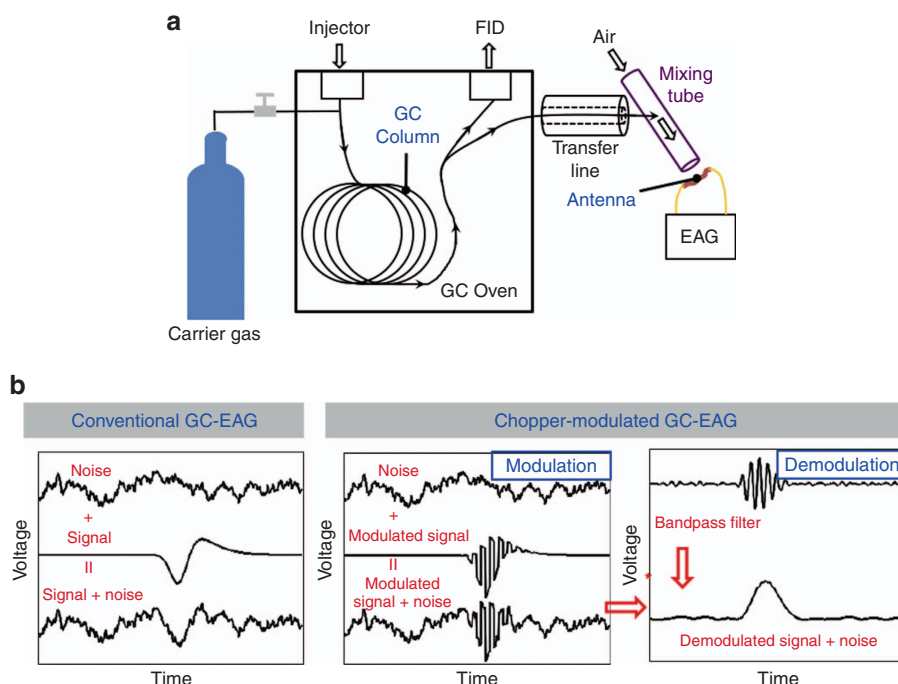 a
Injector
FID
Air
Mixing
tube
GC
Column
Transfer
line
Antenna
EAG
GC Oven
Carrier gas
b
Conventional GC-EAG
Chopper-modulated GC-EAG
Voltage
Noise
+
Signal
=
Signal + noise
Time
Voltage
Modulation
Noise
+
Modulated signal
=
Modulated
signal + noise
Time
Voltage
Demodulation
Bandpass filter
*
Demodulated signal + noise
Time